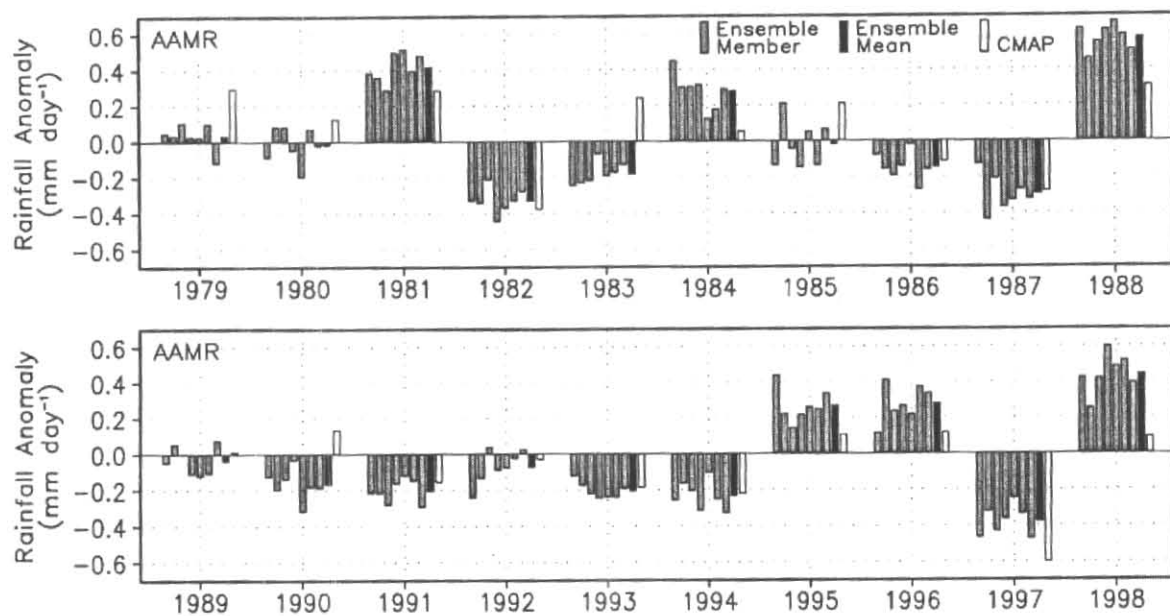 AAMR
Ensemble Member
Ensemble Mean
CMAP
Rainfall Anomaly
(mm day⁻¹)
0.6
0.4
0.2
0.0
−0.2
−0.4
−0.6
1979 1980 1981 1982 1983 1984 1985 1986 1987 1988
AAMR
Rainfall Anomaly
(mm day⁻¹)
0.6
0.4
0.2
0.0
−0.2
−0.4
−0.6
1989 1990 1991 1992 1993 1994 1995 1996 1997 1998